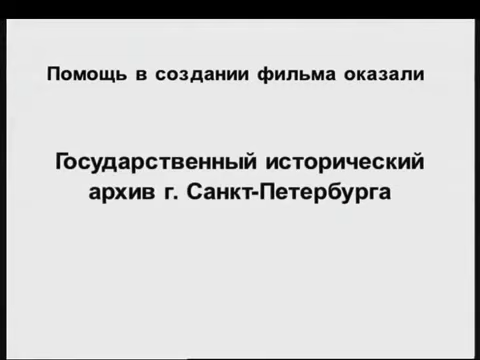 Помощь в создании фильма оказали
Государственный исторический
архив г. Санкт-Петербурга